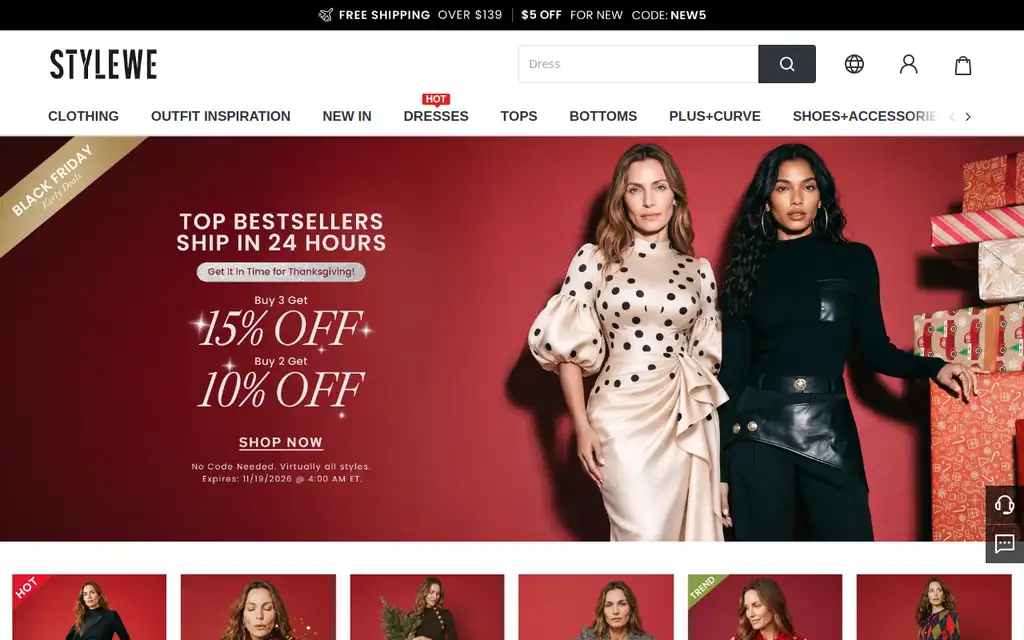 FREE SHIPPING OVER $139 $5 OFF FOR NEW CODE: NEW5
STYLEWE
Dress
HOT
CLOTHING OUTFIT INSPIRATION NEW IN DRESSES TOPS BOTTOMS PLUS+CURVE SHOES+ACCESSORIE
BLACK FRIDAY
Early Deals
TOP BESTSELLERS
SHIP IN 24 HOURS
Get It in Time for Thanksgiving!
Buy 3 Get
15% OFF
Buy 2 Get
10% OFF
SHOP NOW
No Code Needed. Virtually all styles.
Expires: 11/19/2026 @ 4:00 AM ET.
HOT
TREND